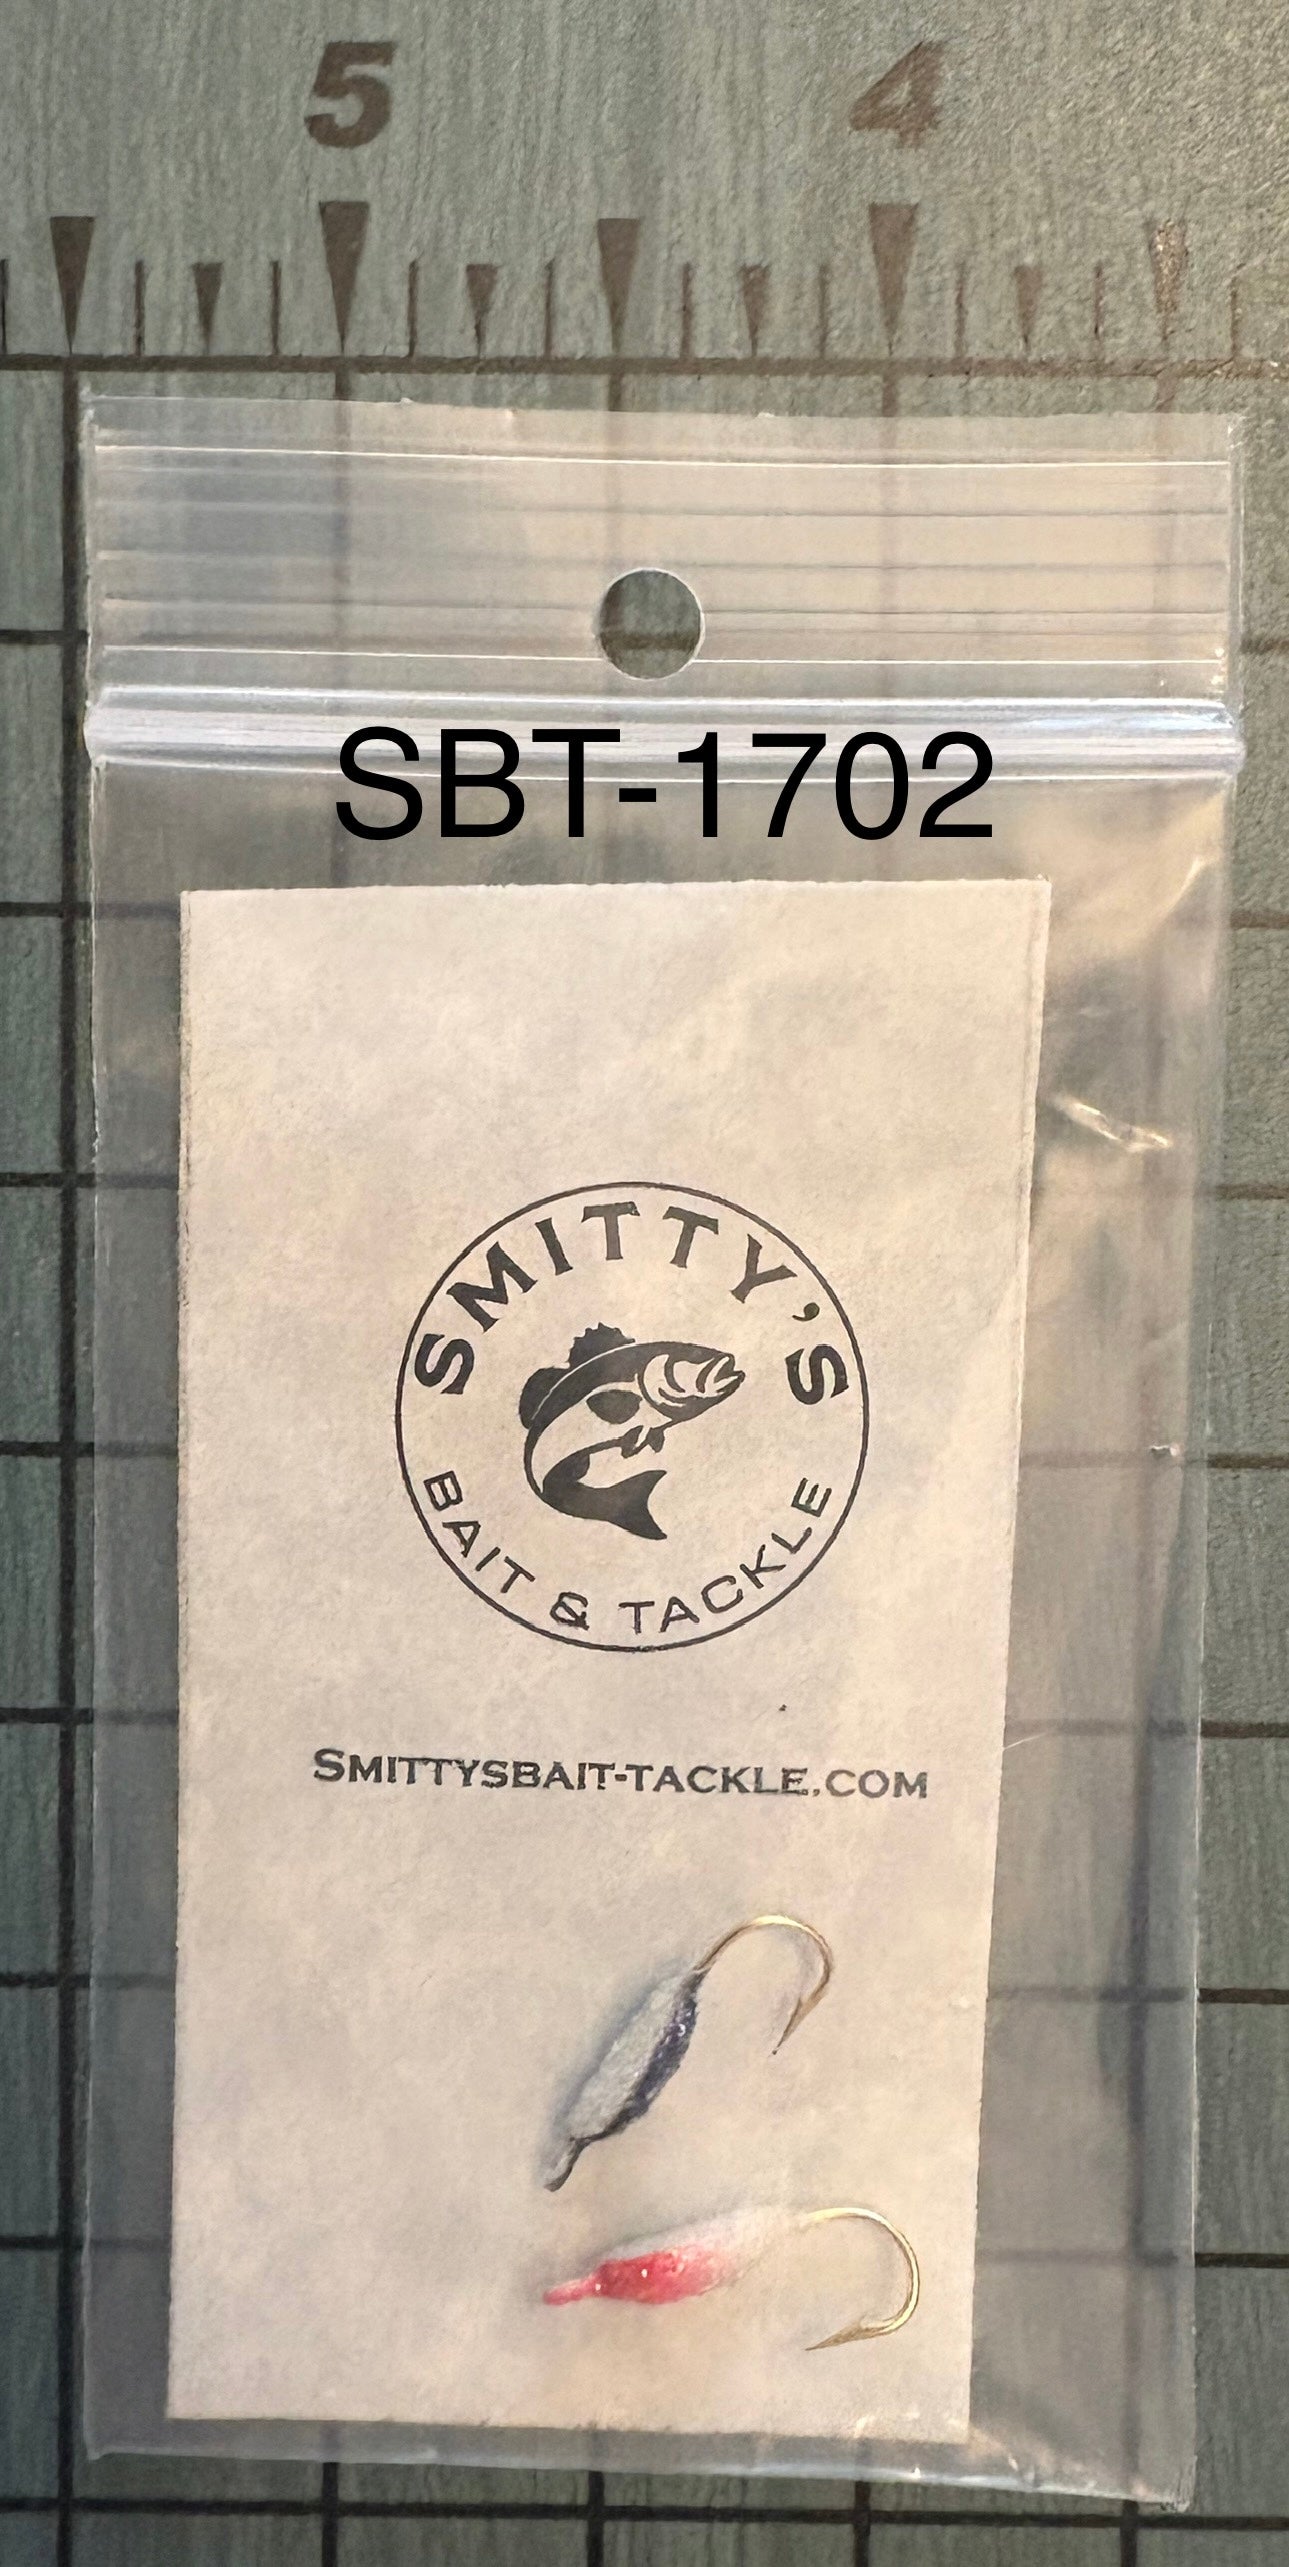 5 4
SBT-1702
SMITTY'S
BAIT & TACKLE
SMITTYSBAIT-TACKLE.COM